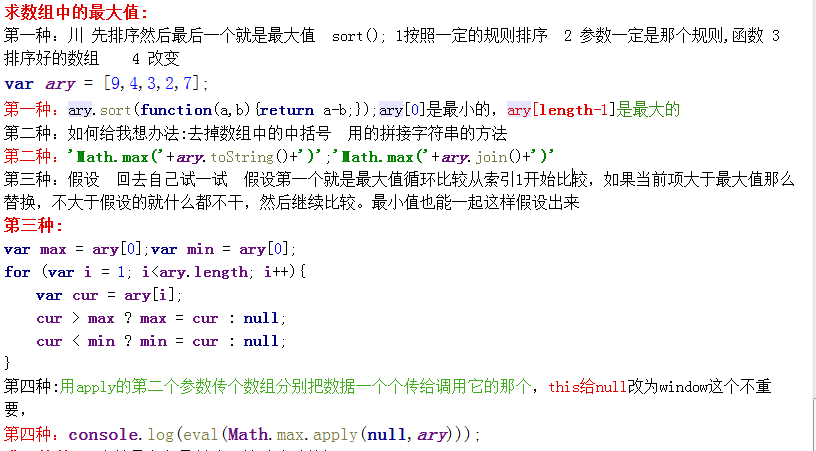 求数组中的最大值:
第一种：川 先排序然后最后一个就是最大值 sort(); 1按照一定的规则排序 2 参数一定是那个规则,函数 3
排序好的数组 4 改变
var ary = [9,4,3,2,7];
第一种：ary.sort(function(a,b){return a-b;});ary[0]是最小的，ary[length-1]是最大的
第二种：如何给我想办法:去掉数组中的中括号 用的拼接字符串的方法
第二种：'Math.max('+ary.toString()+')';'Math.max('+ary.join()+')'
第三种：假设 回去自己试一试 假设第一个就是最大值循环比较从索引1开始比较，如果当前项大于最大值那么
替换，不大于假设的就什么都不干，然后继续比较。最小值也能一起这样假设出来
第三种:
var max = ary[0];var min = ary[0];
for (var i = 1; i<ary.length; i++){
var cur = ary[i];
cur > max ? max = cur : null;
cur < min ? min = cur : null;
}
第四种:用apply的第二个参数传个数组分别把数据一个个传给调用它的那个，this给null改为window这个不重
要，
第四种：console.log(eval(Math.max.apply(null,ary)));